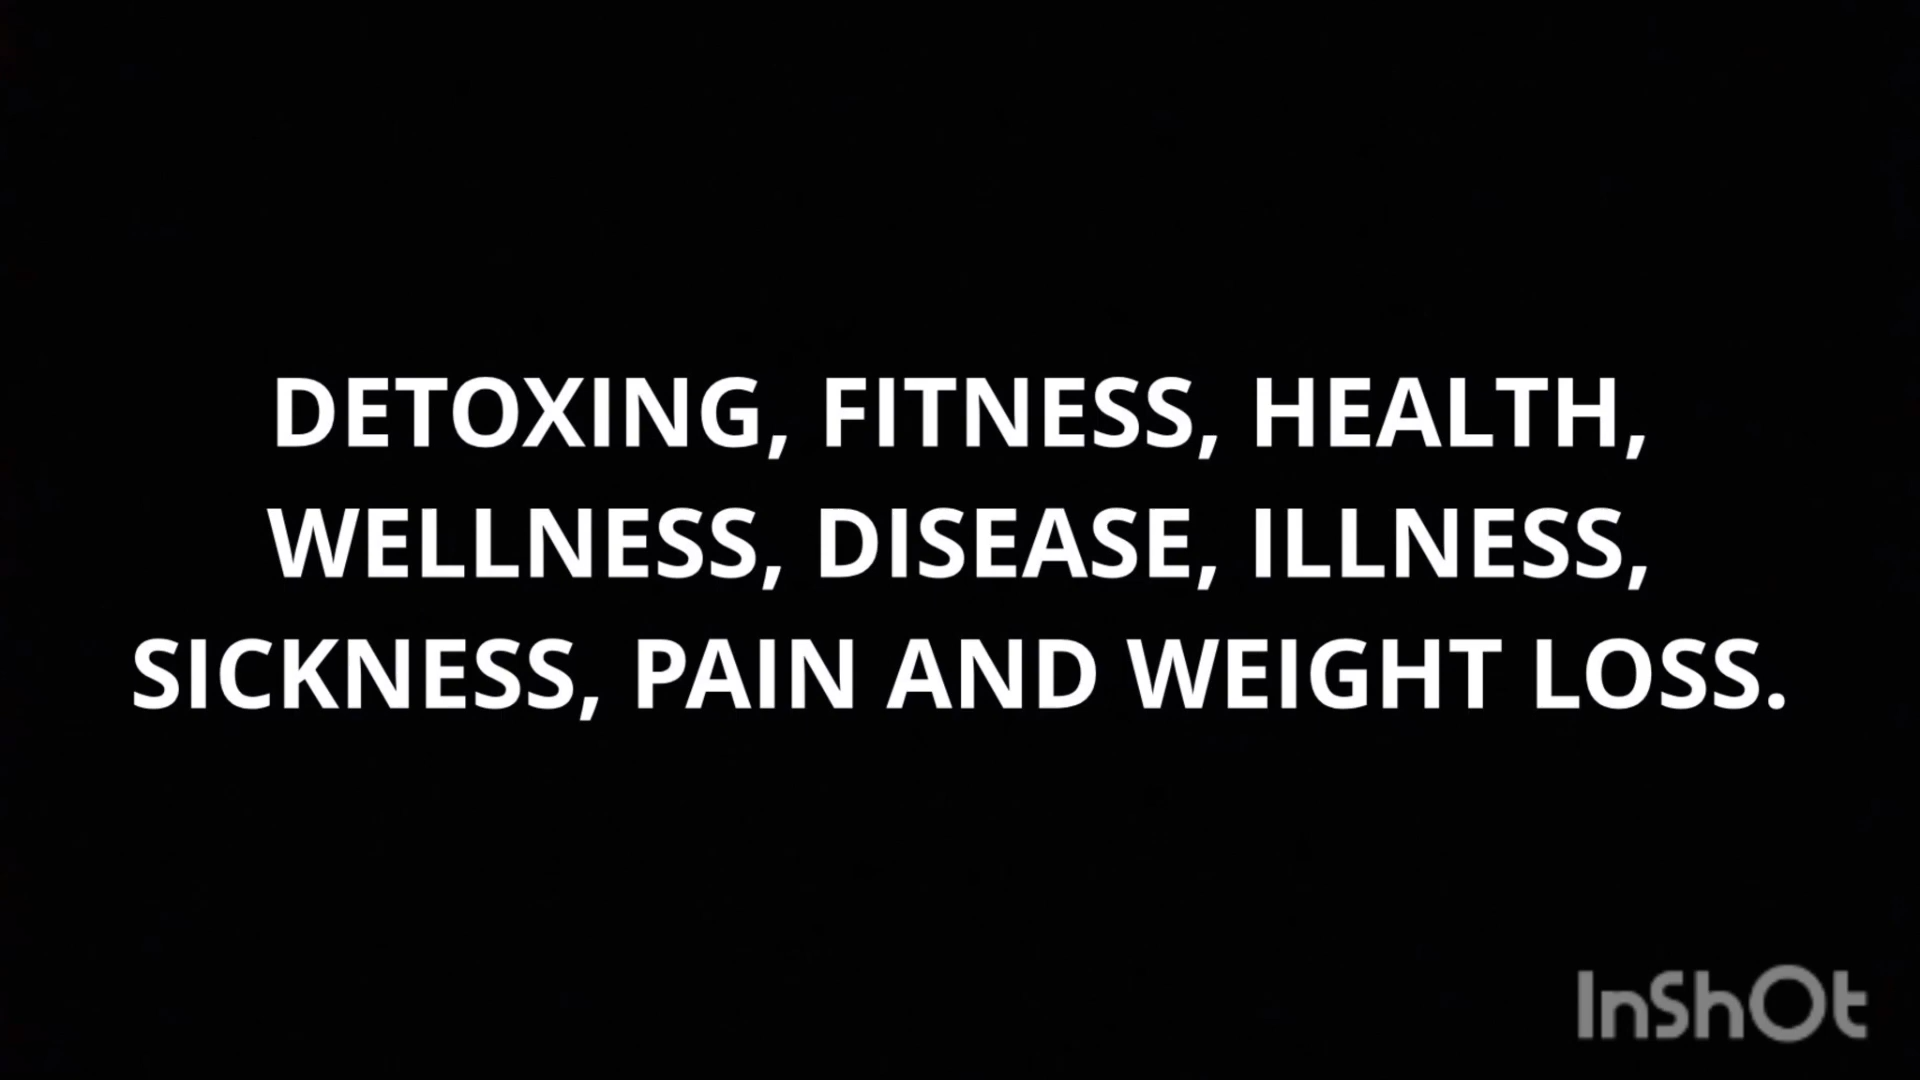 DETOXING, FITNESS, HEALTH,
WELLNESS, DISEASE, ILLNESS,
SICKNESS, PAIN AND WEIGHT LOSS.
InShOt